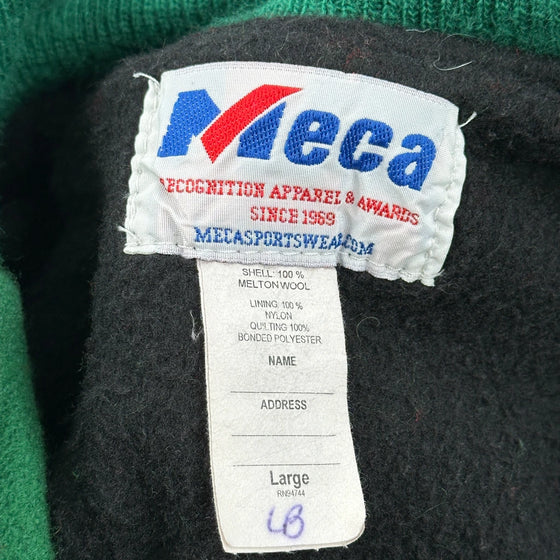 Meca
RECOGNITION APPAREL & AWARDS
SINCE 1969
MECASPORTSWEAR.COM
SHELL: 100 %
MELTON WOOL
LINING: 100 %
NYLON
QUILTING 100%
BONDED POLYESTER
NAME
ADDRESS
Large
RN94744
LB